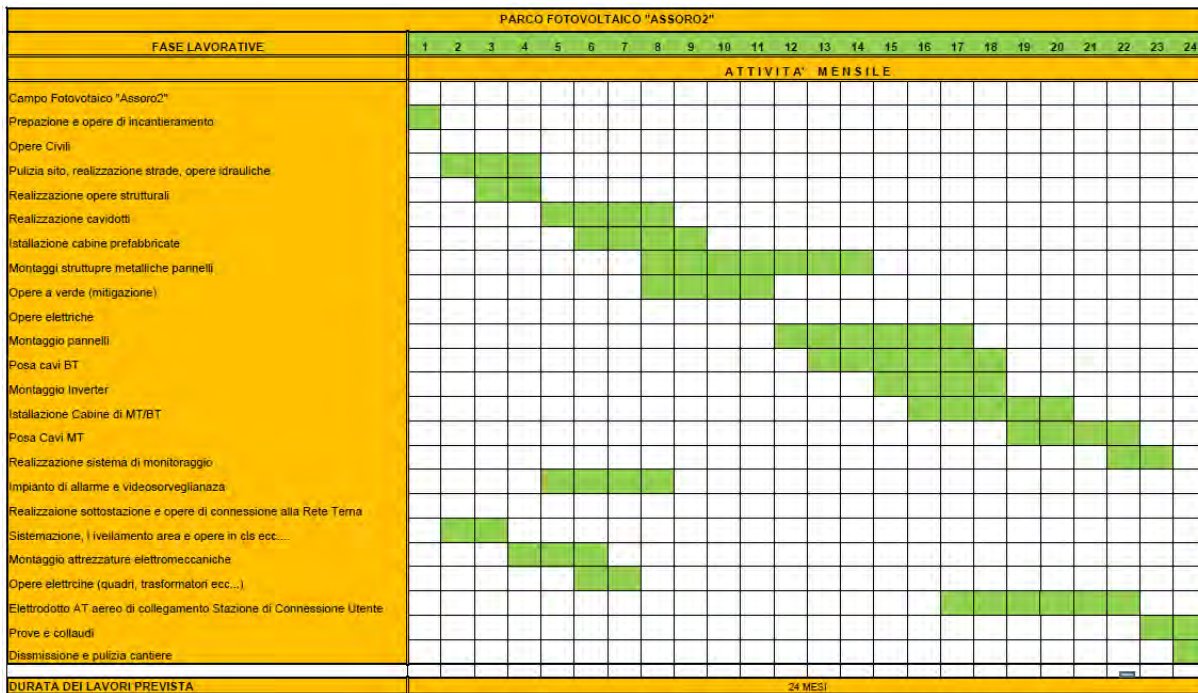 PARCO FOTOVOLTAICO "ASSORO2"
FASE LAVORATIVE 1 2 3 4 5 6 7 8 9 10 11 12 13 14 15 16 17 18 19 20 21 22 23 24
ATTIVITA' MENSILE
Campo Fotovotaico "Assoro2"
Prepazione e opere di incantieramento
Opere Civili
Pulizia sito, realizzazione strade, opere idrauliche
Realizzazione opere strutturali
Realizzazione cavidotti
Istallazione cabine prefabbricate
Montaggi struttupre metalliche pannelli
Opere a verde (mitigazione)
Opere elettriche
Montaggio pannelli
Posa cavi BT
Montaggio Inverter
Istallazione Cabine di MT/BT
Posa Cavi MT
Realizzazione sistema di monitoraggio
Impianto di allarme e videosorveglianaza
Realizzaione sottostazione e opere di connessione alla Rete Terna
Sistemazione, l ivellamento area e opere in cls ecc....
Montaggio attrezzature elettromeccaniche
Opere elettrcine (quadri, trasformatori ecc...)
Elettrodotto AT aereo di collegamento Stazione di Connessione Utente
Prove e collaudi
Dissmissione e pulizia cantiere
DURATA DEI LAVORI PREVISTA 24 MESI